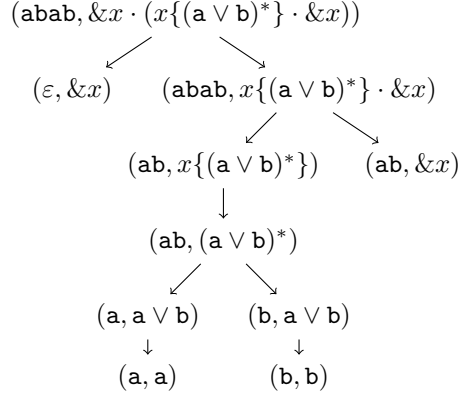 (abab, &x · (x{(a ∨ b)*} · &x))
(ε, &x) (abab, x{(a ∨ b)*} · &x)
(ab, x{(a ∨ b)*}) (ab, &x)
(ab, (a ∨ b)*)
(a, a ∨ b) (b, a ∨ b)
(a, a) (b, b)